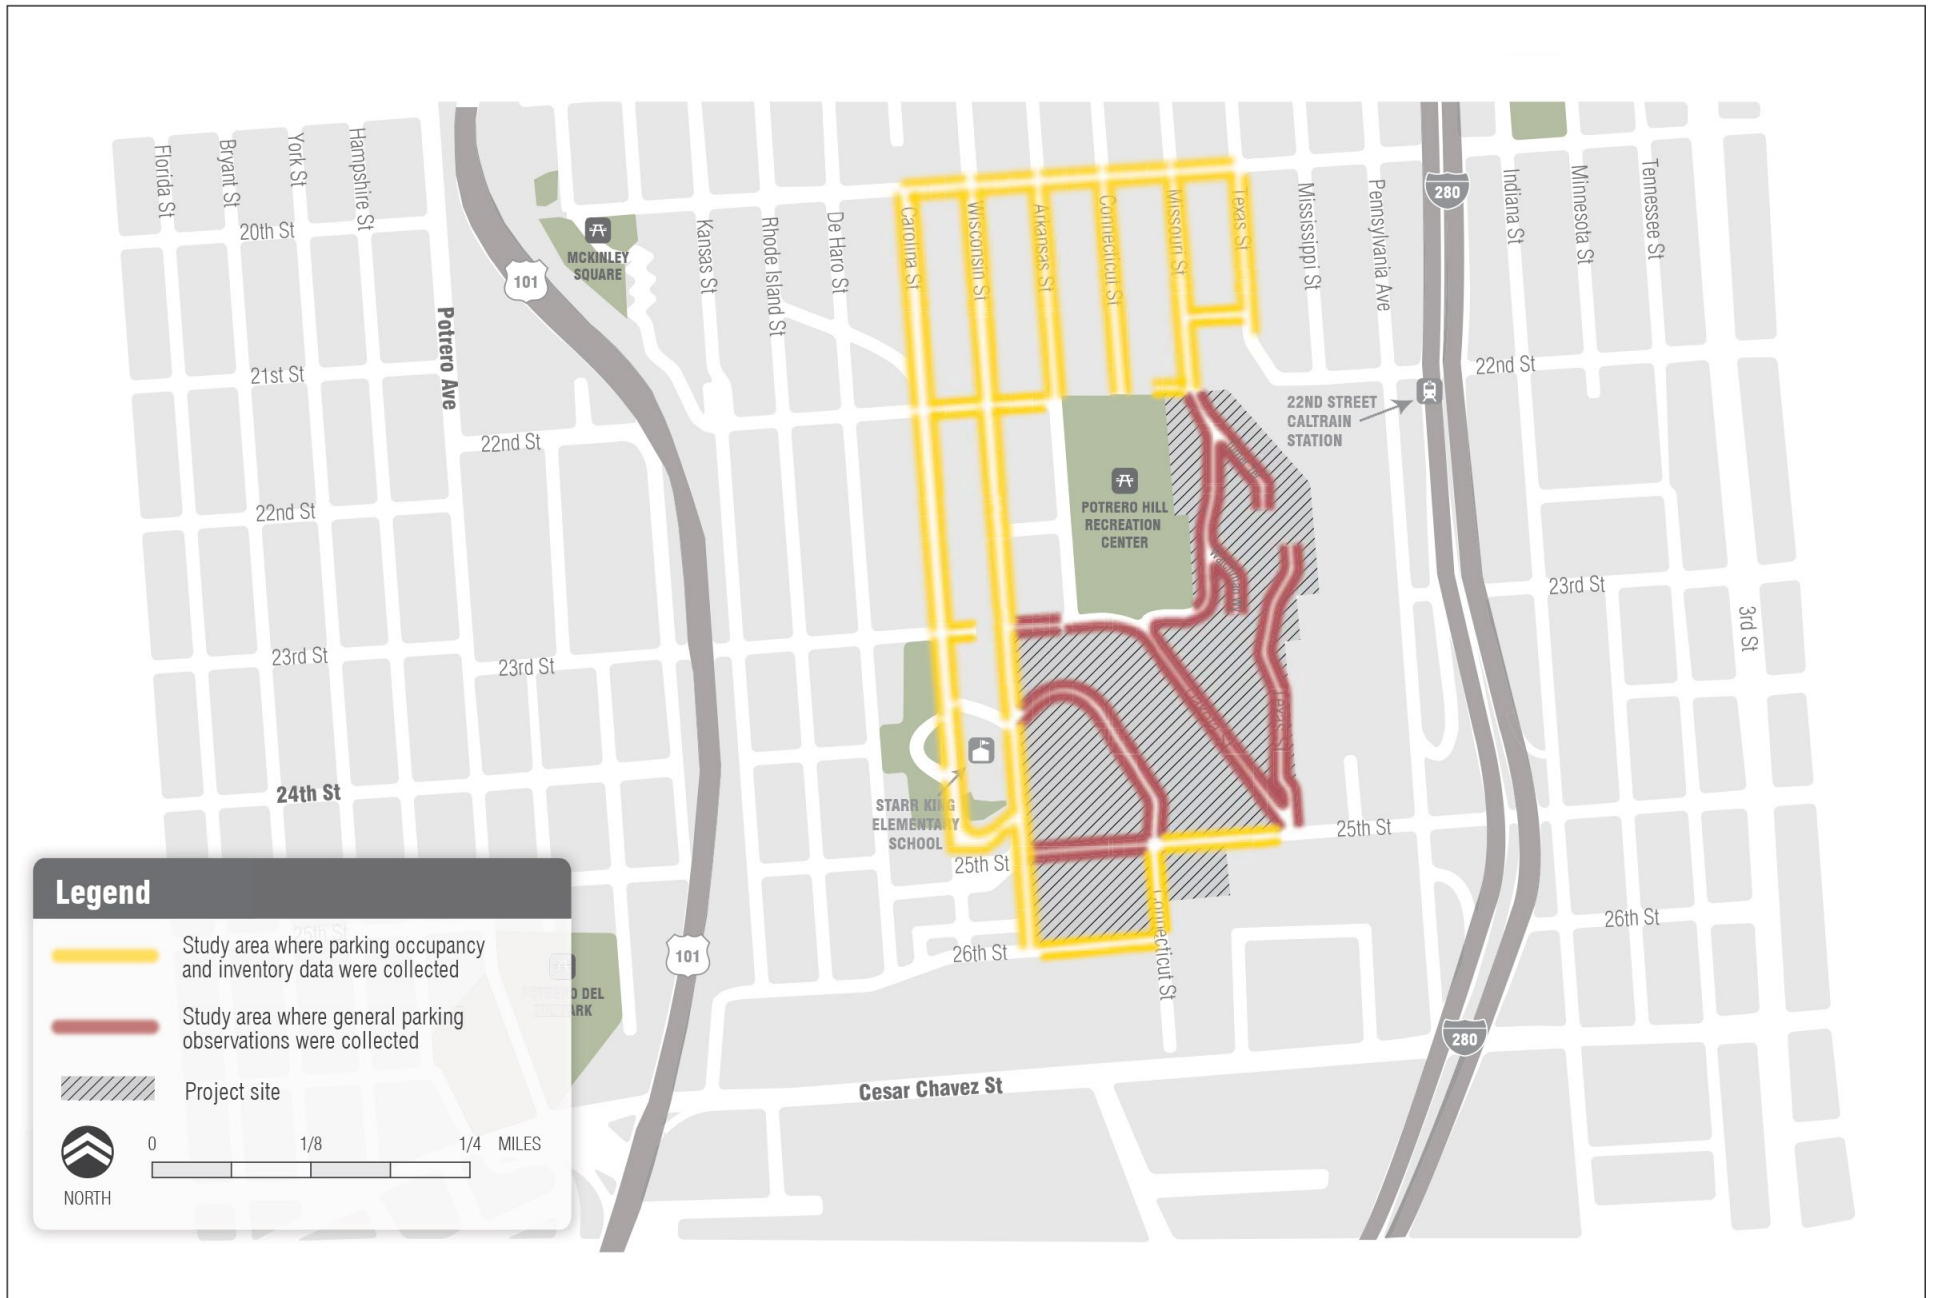 Florida St
Bryant St
York St
Hampshire St
20th St
21st St
22nd St
23rd St
24th St
Potrero Ave
22nd St
23rd St
101
MCKINLEY
SQUARE
Kansas St
Rhode Island St
De Haro St
Carolina St
Wisconsin St
Arkansas St
Connecticut St
Missouri St
Texas St
Mississippi St
Pennsylvania Ave
280
Indiana St
Minnesota St
Tennessee St
22nd St
22ND STREET
CALTRAIN
STATION
POTRERO HILL
RECREATION
CENTER
23rd St
3rd St
STARR KING
ELEMENTARY
SCHOOL
25th St
25th St
26th St
26th St
Connecticut St
101
280
Cesar Chavez St
Legend
Study area where parking occupancy
and inventory data were collected
Study area where general parking
observations were collected
Project site
0 1/8 1/4 MILES
NORTH
25th St